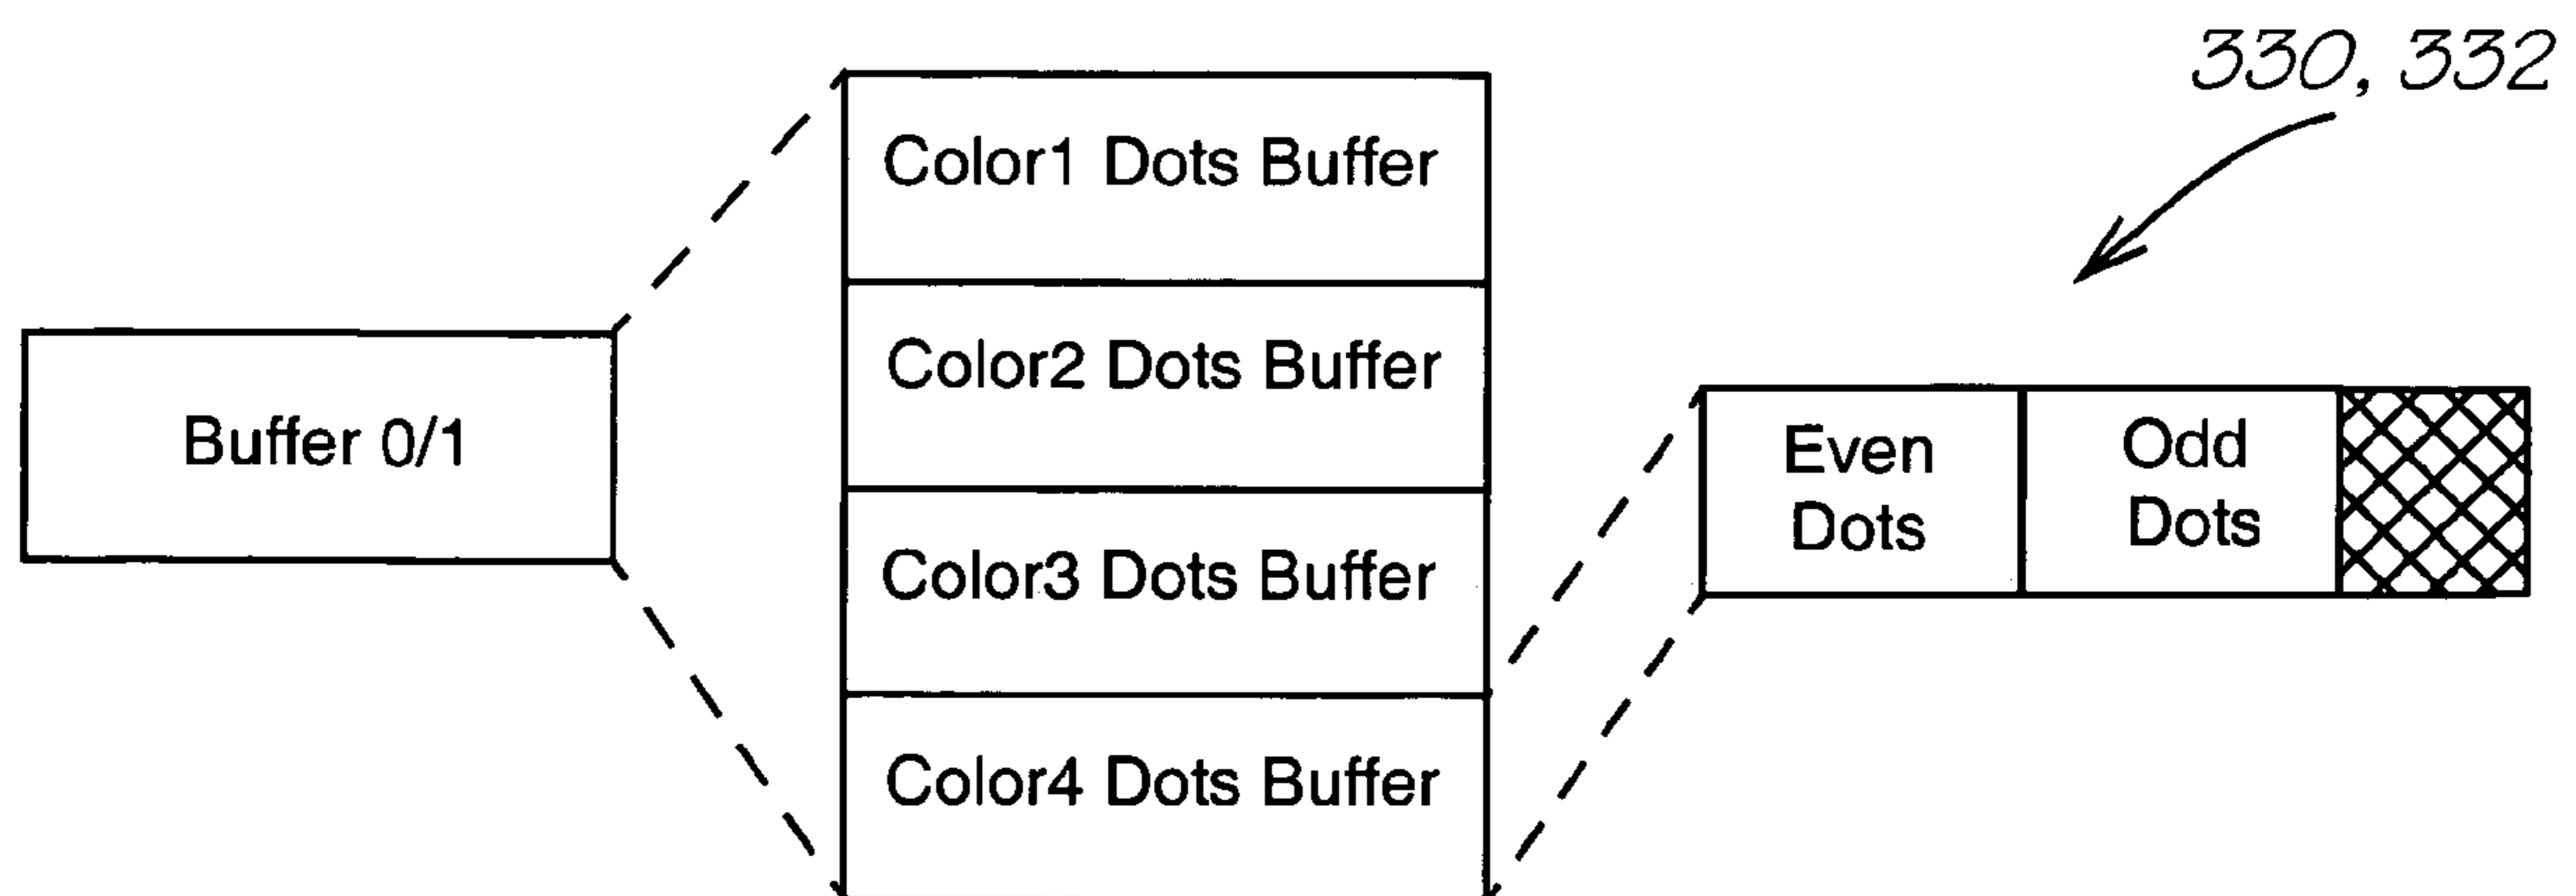 330, 332
Color1 Dots Buffer
Color2 Dots Buffer
Buffer 0/1
Color3 Dots Buffer
Color4 Dots Buffer
Even
Dots
Odd
Dots